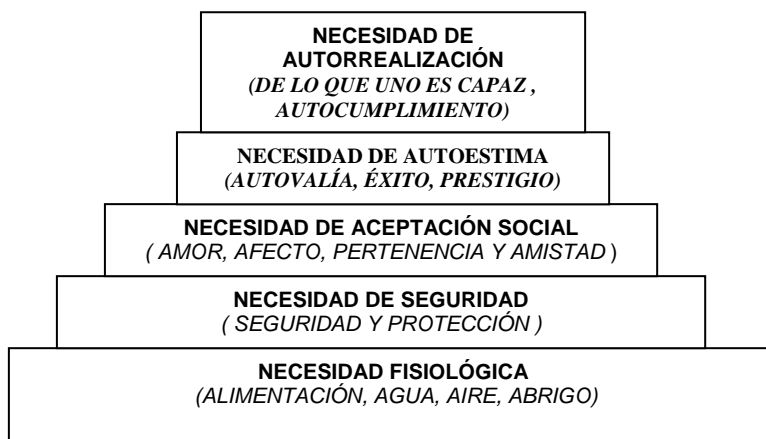 NECESIDAD DE
AUTORREALIZACIÓN
(DE LO QUE UNO ES CAPAZ ,
AUTOCUMPLIMIENTO)
NECESIDAD DE AUTOESTIMA
(AUTOVALÍA, ÉXITO, PRESTIGIO)
NECESIDAD DE ACEPTACIÓN SOCIAL
( AMOR, AFECTO, PERTENENCIA Y AMISTAD )
NECESIDAD DE SEGURIDAD
( SEGURIDAD Y PROTECCIÓN )
NECESIDAD FISIOLÓGICA
(ALIMENTACIÓN, AGUA, AIRE, ABRIGO)